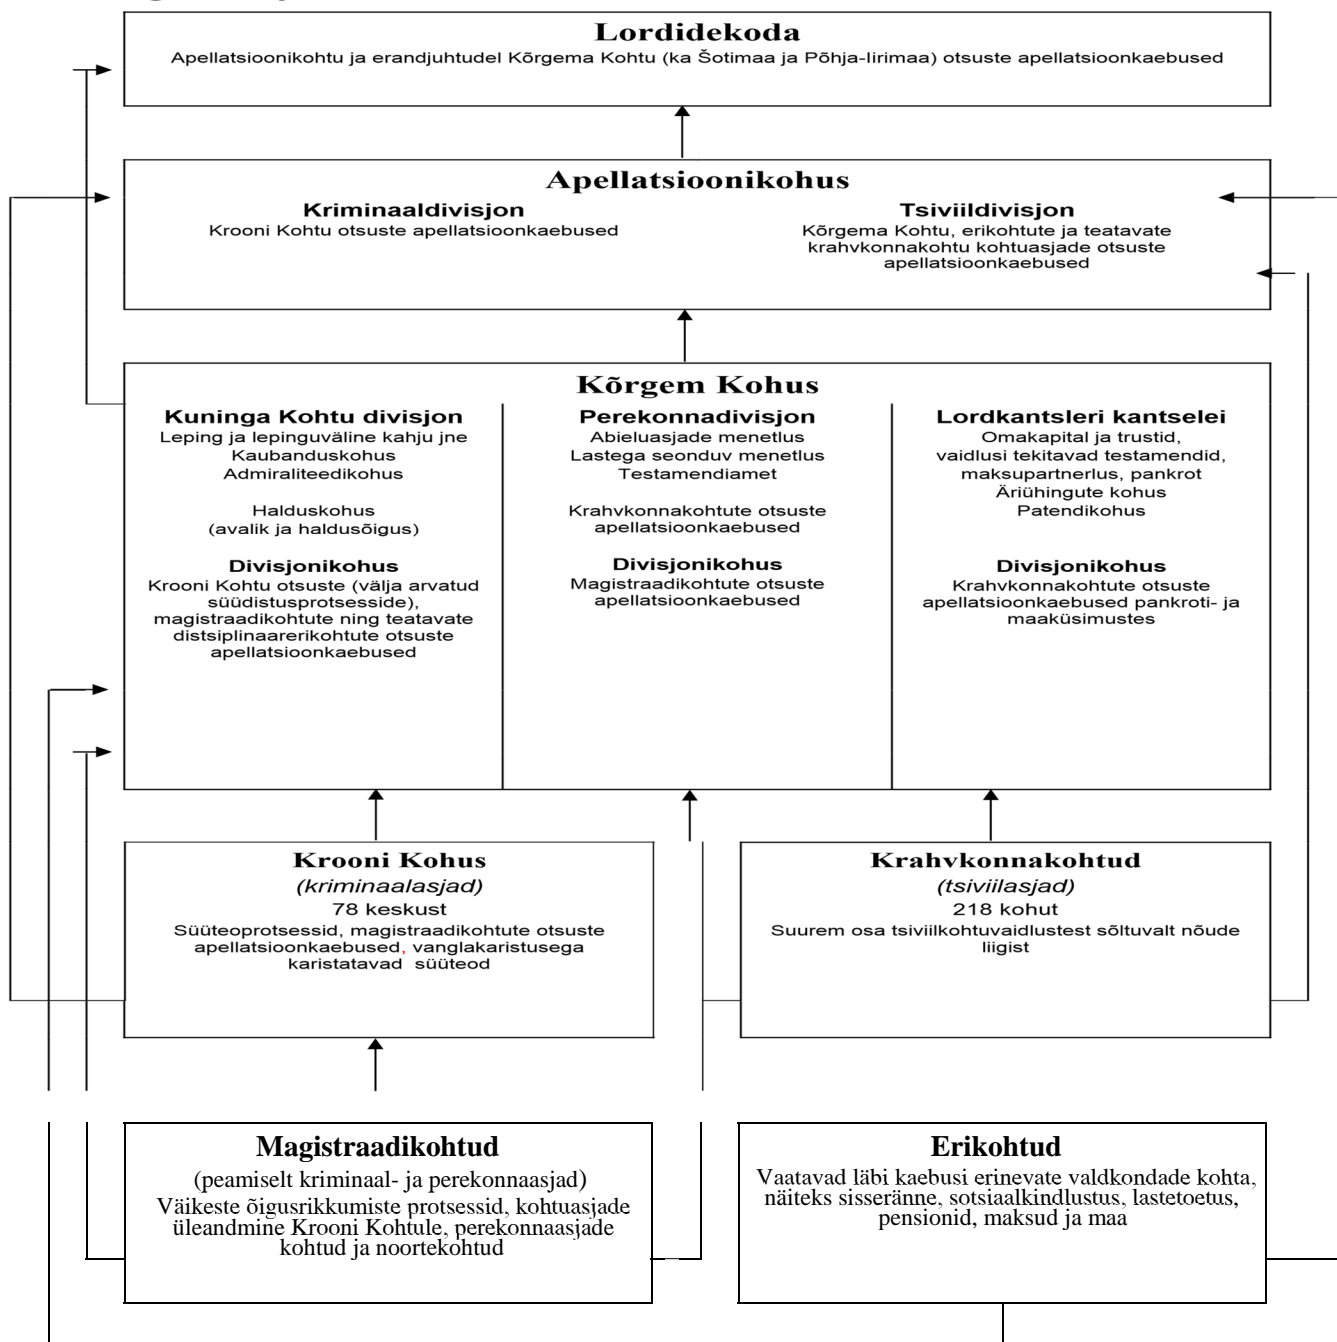 Lordidekoda
Apellatsioonikohtu ja erandjuhtudel Kõrgema Kohtu (ka Šotimaa ja Põhja-Iirimaa) otsuste apellatsioonkaebused
Apellatsioonikohus
Kriminaaldivisjon
Krooni Kohtu otsuste apellatsioonkaebused
Tsiviildivisjon
Kõrgema Kohtu, erikohtute ja teatavate
krahvkonnakohtu kohtuasjade otsuste
apellatsioonkaebused
Kõrgem Kohus
Kuninga Kohtu divisjon
Leping ja lepinguväline kahju jne
Kaubanduskohus
Admiraliteedikohus
Halduskohus
(avalik ja haldusõigus)
Divisjonikohus
Krooni Kohtu otsuste (välja arvatud
süüdistusprotsesside),
magistraadikohtute ning teatavate
distsiplinaarerikohtute otsuste
apellatsioonkaebused
Perekonnadivisjon
Abieluasjade menetlus
Lastega seonduv menetlus
Testamendiamet
Krahvkonnakohtute otsuste
apellatsioonkaebused
Divisjonikohus
Magistraadikohtute otsuste
apellatsioonkaebused
Lordkantsleri kantselei
Omakapital ja trustid,
vaidlusi tekitavad testamendid,
maksupartnerlus, pankrot
Äriühingute kohus
Patendikohus
Divisjonikohus
Krahvkonnakohtute otsuste
apellatsioonkaebused pankroti- ja
maaküsimustes
Krooni Kohus
(kriminaalasjad)
78 keskust
Süüteoprotsessid, magistraadikohtute otsuste
apellatsioonkaebused, vanglakaristusega
karistatavad süüteod
Krahvkonnakohtud
(tsiviilasjad)
218 kohut
Suurem osa tsiviilkohtuvaidlustest sõltuvalt nõude
liigist
Magistraadikohtud
(peamiselt kriminaal- ja perekonnaasjad)
Väikeste õigusrikkumiste protsessid, kohtuasjade
üleandmine Krooni Kohtule, perekonnaasjade
kohtud ja noortekohtud
Erikohtud
Vaatavad läbi kaebusi erinevate valdkondade kohta,
näiteks sisseränne, sotsiaalkindlustus, lastetoetus,
pensionid, maksud ja maa